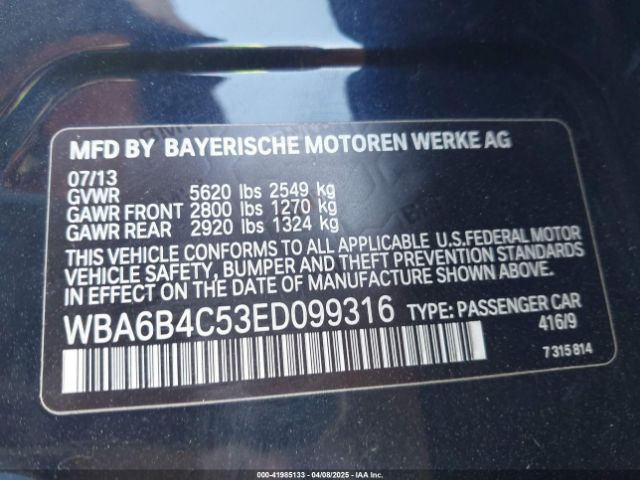 MFD BY BAYERISCHE MOTOREN WERKE AG
07/13
GVWR 5620 lbs 2549 kg
GAWR FRONT 2800 lbs 1270 kg
GAWR REAR 2920 lbs 1324 kg
THIS VEHICLE CONFORMS TO ALL APPLICABLE U.S.FEDERAL MOTOR
VEHICLE SAFETY, BUMPER AND THEFT PREVENTION STANDARDS
IN EFFECT ON THE DATE OF MANUFACTURE SHOWN ABOVE.
WBA6B4C53ED099316 TYPE: PASSENGER CAR
416/9
7 315 814
000-41985133 - 04/08/2025 - IAA Inc.